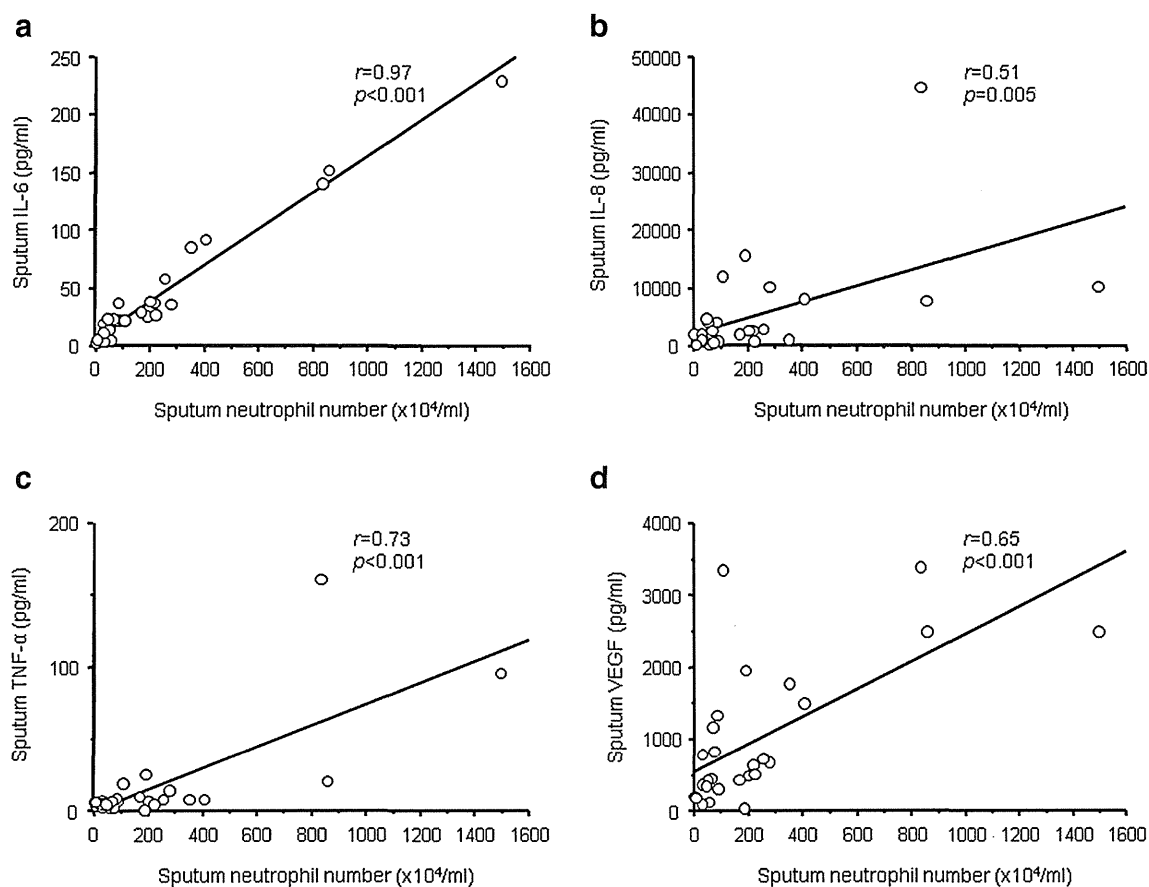 a
r=0.97
p<0.001
Sputum IL-6 (pg/ml)
250
200
150
100
50
0
0 200 400 600 800 1000 1200 1400 1600
Sputum neutrophil number (x10⁴/ml)
b
r=0.51
p=0.005
Sputum IL-8 (pg/ml)
50000
40000
30000
20000
10000
0
0 200 400 600 800 1000 1200 1400 1600
Sputum neutrophil number (x10⁴/ml)
c
r=0.73
p<0.001
Sputum TNF-α (pg/ml)
200
100
0
0 200 400 600 800 1000 1200 1400 1600
Sputum neutrophil number (x10⁴/ml)
d
r=0.65
p<0.001
Sputum VEGF (pg/ml)
4000
3000
2000
1000
0
0 200 400 600 800 1000 1200 1400 1600
Sputum neutrophil number (x10⁴/ml)